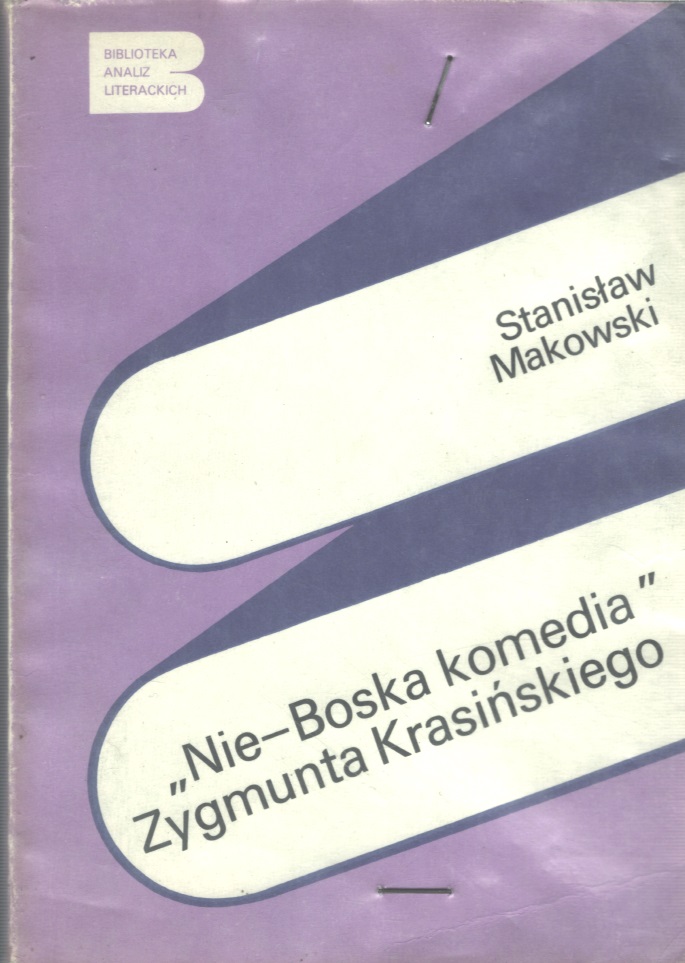 BIBLIOTEKA
ANALIZ
LITERACKICH
Stanisław
Makowski
„Nie–Boska komedia”
Zygmunta Krasińskiego